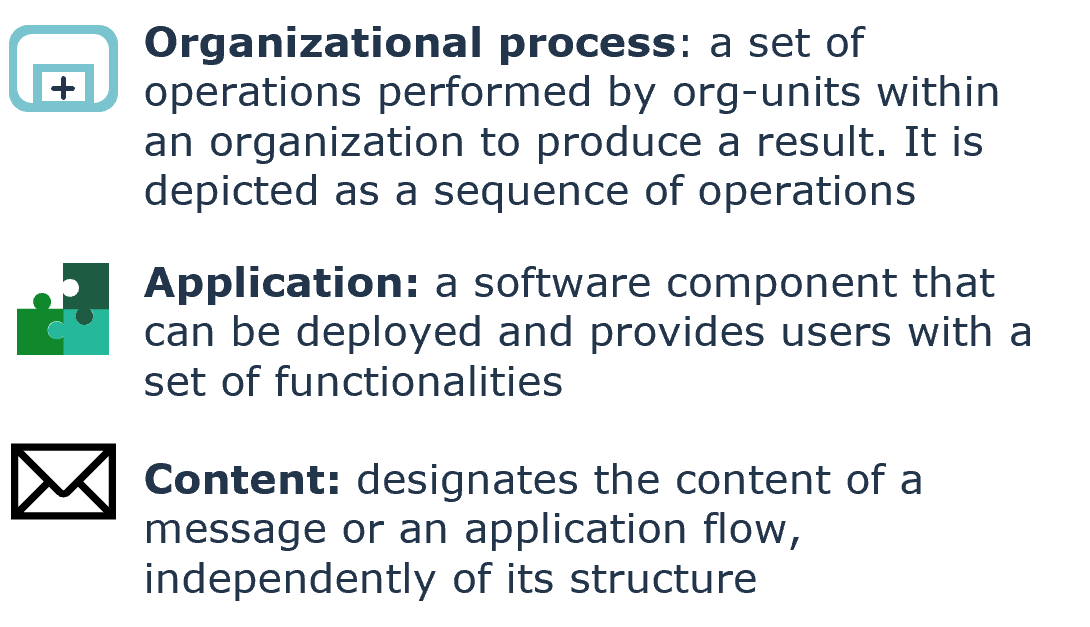 Organizational process: a set of
operations performed by org-units within
an organization to produce a result. It is
depicted as a sequence of operations
Application: a software component that
can be deployed and provides users with a
set of functionalities
Content: designates the content of a
message or an application flow,
independently of its structure